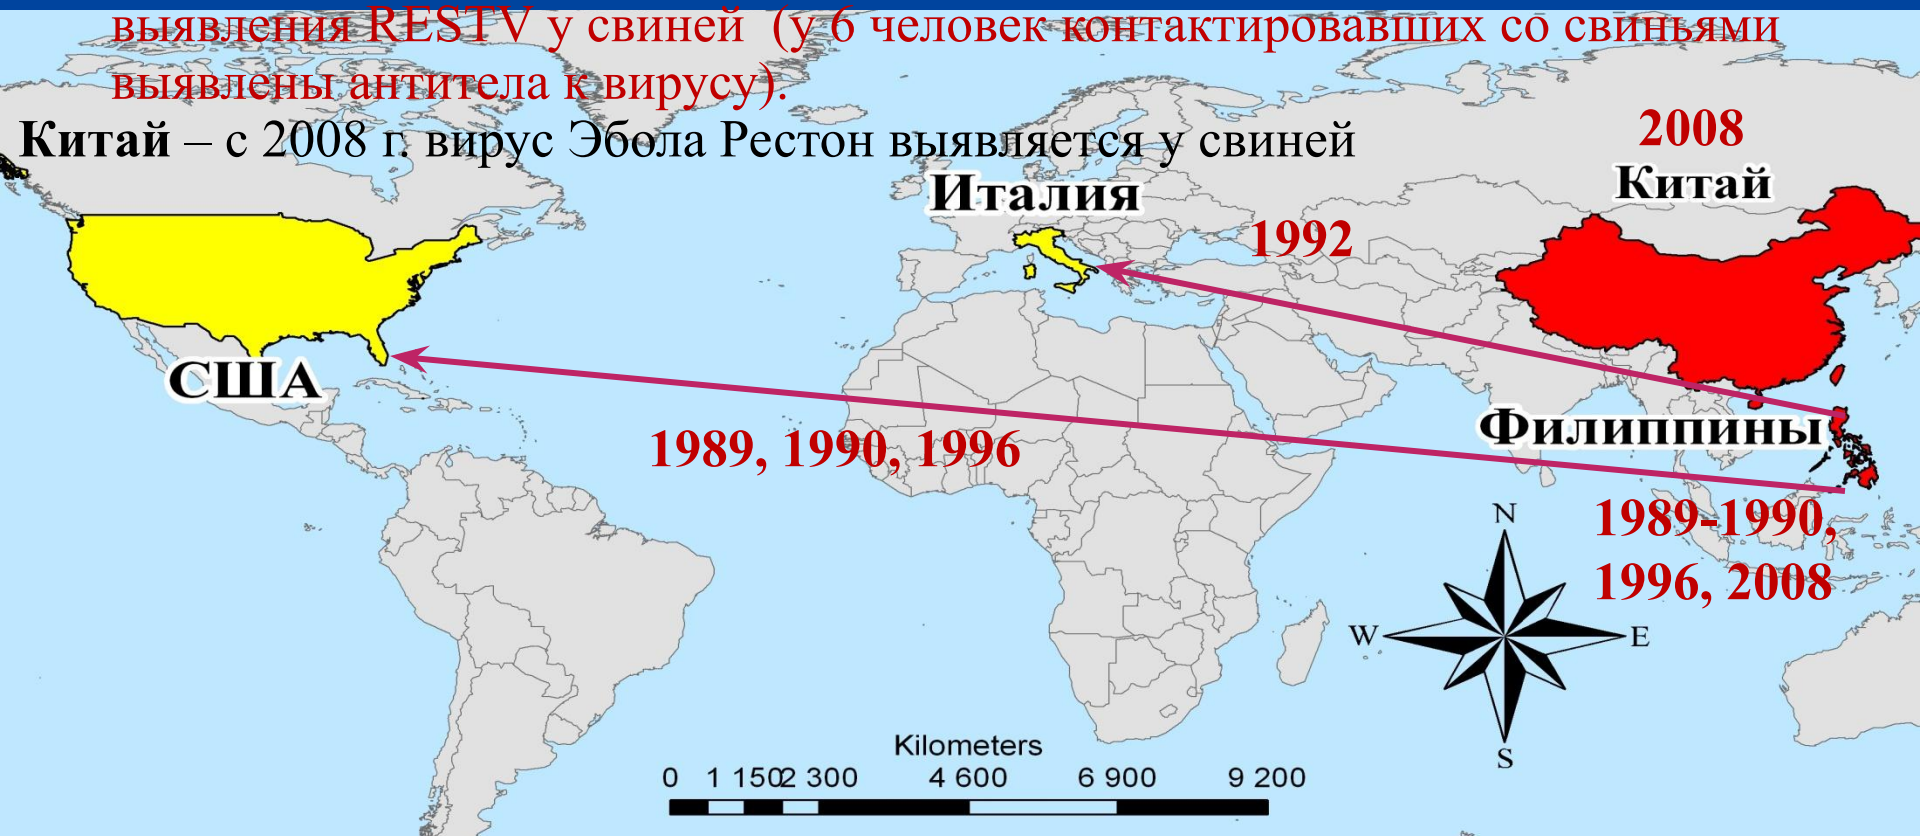 выявления RESTV у свиней (у 6 человек контактировавших со свиньями
выявлены антитела к вирусу).
Китай – с 2008 г. вирус Эбола Рестон выявляется у свиней
2008
Китай
Италия
1992
США
1989, 1990, 1996
Филиппины
1989-1990,
1996, 2008
N
W
E
S
Kilometers
0 1 150 2 300 4 600 6 900 9 200